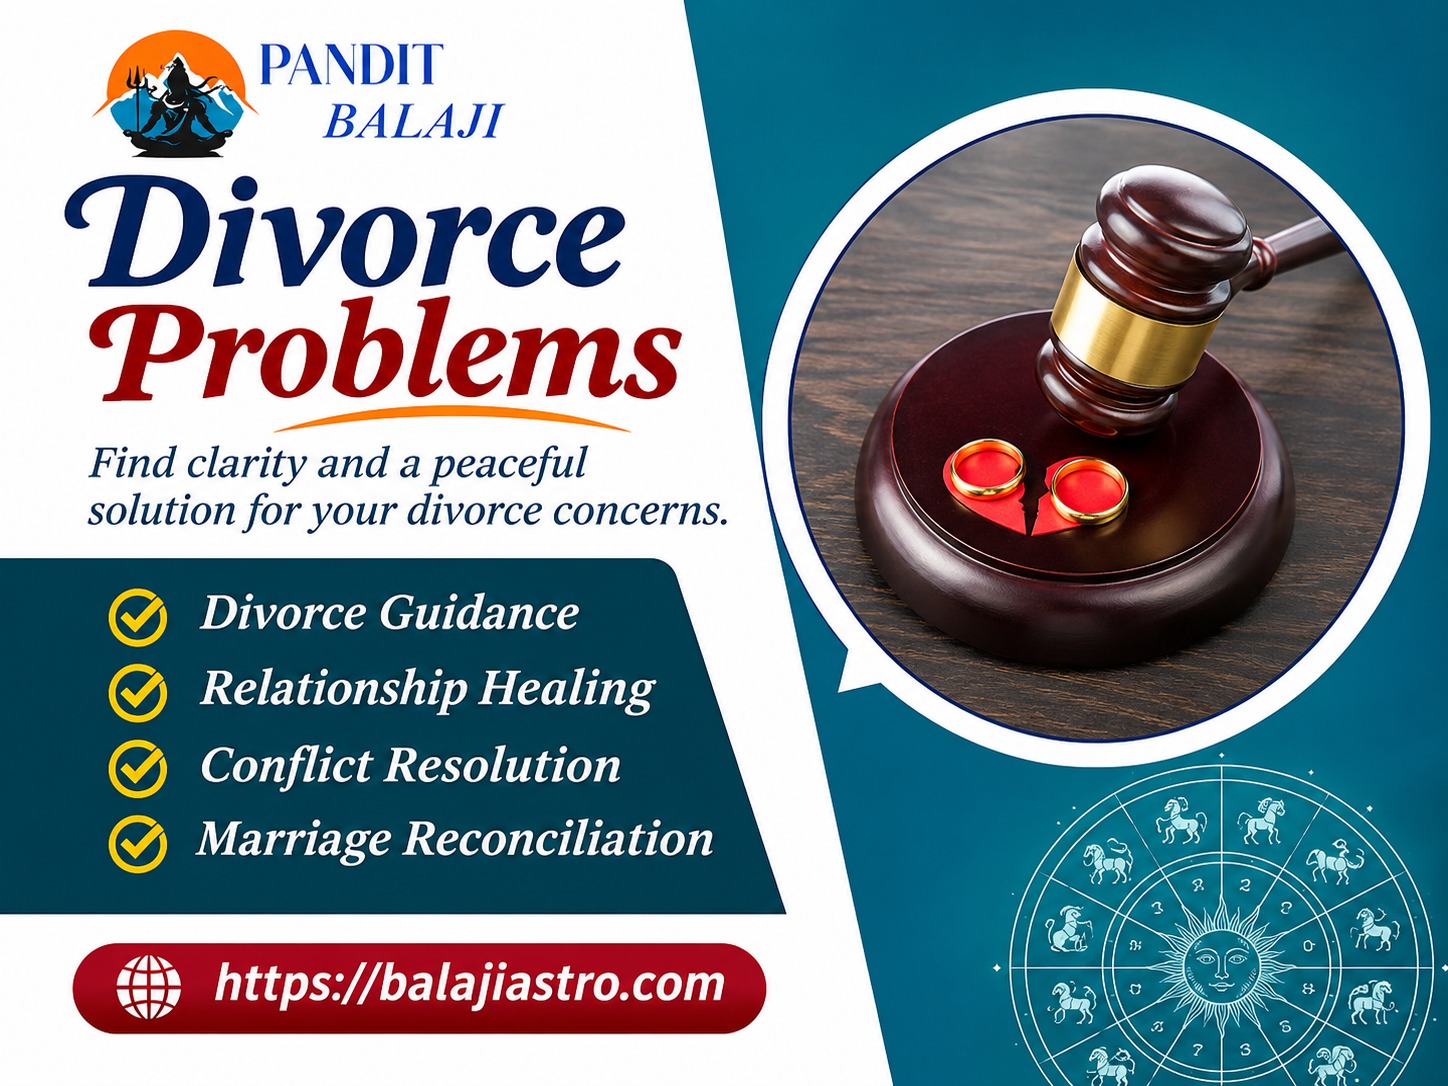 PANDIT
BALAJI
Divorce
Problems
Find clarity and a peaceful
solution for your divorce concerns.
Divorce Guidance
Relationship Healing
Conflict Resolution
Marriage Reconciliation
https://balajiastro.com